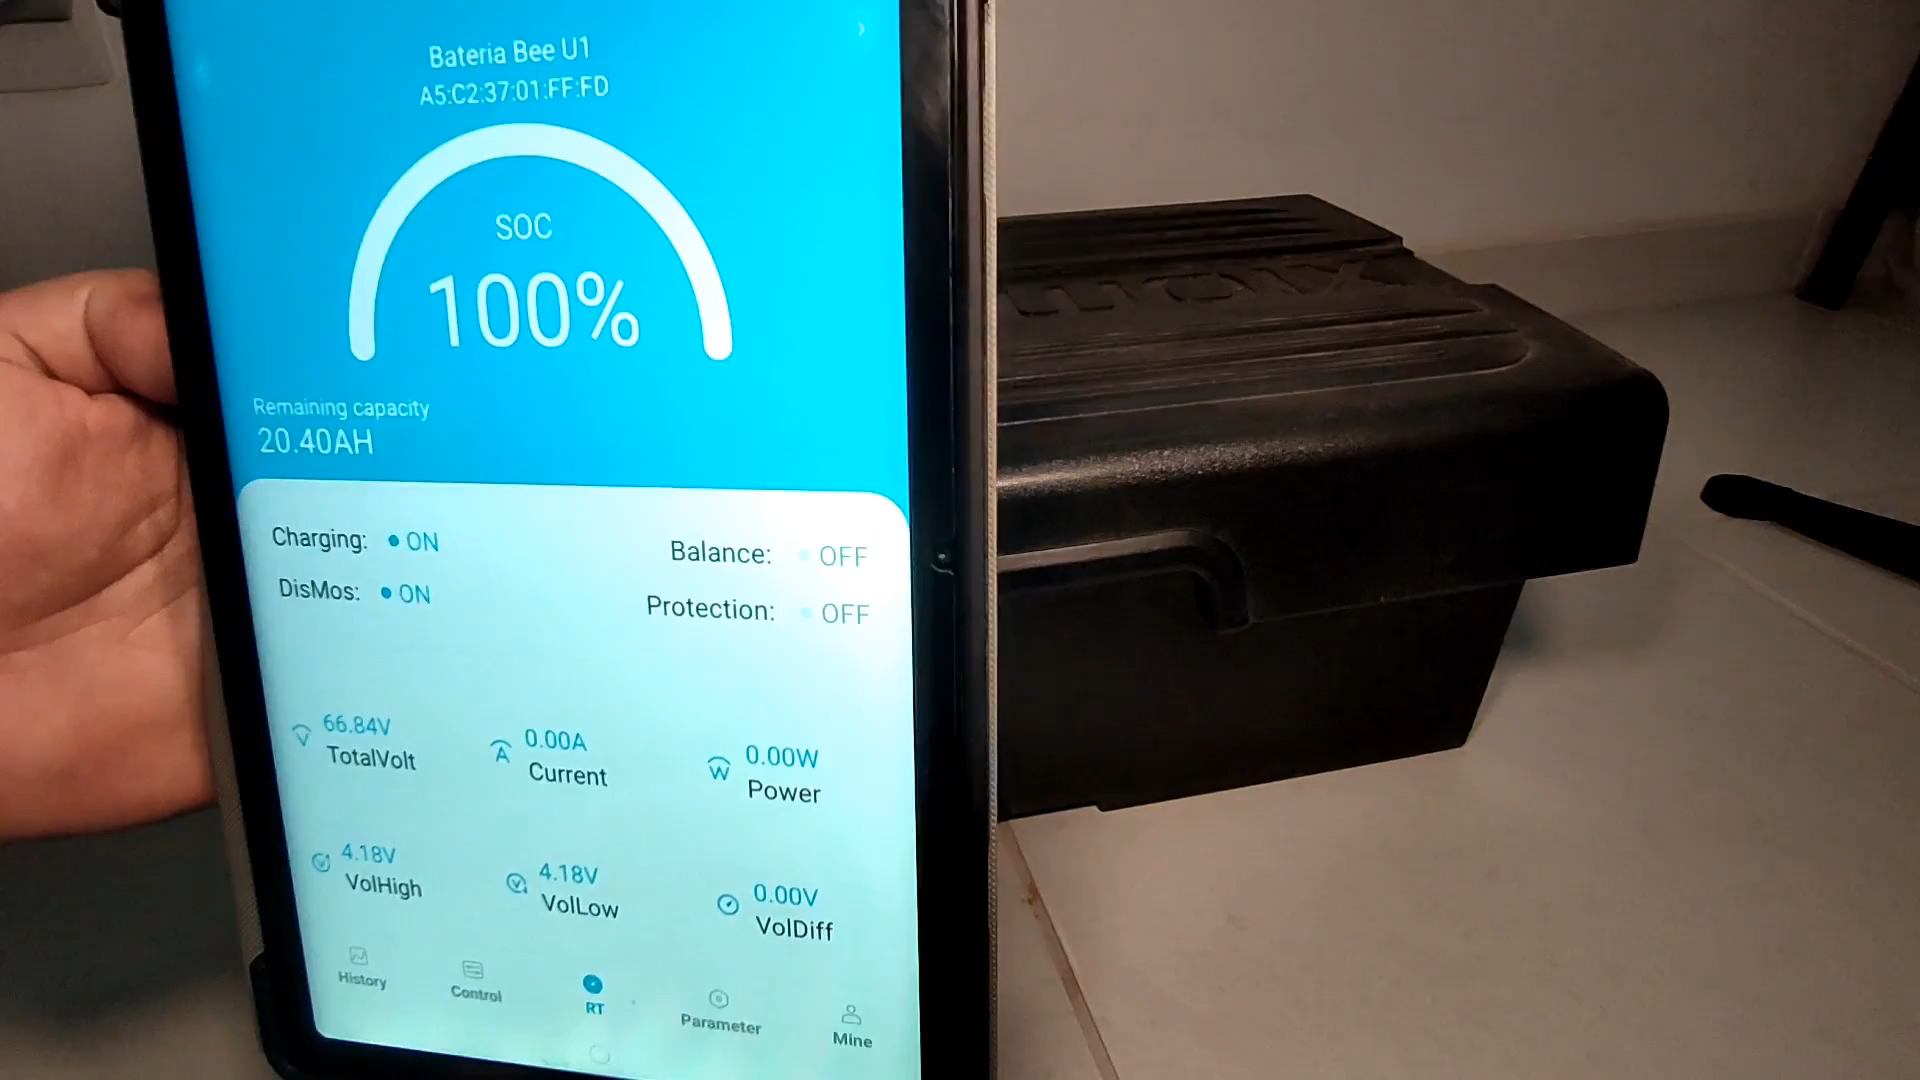 Bateria Bee U1
A5:C2:37:01:FF:FD
SOC
100%
Remaining capacity
20.40AH
Charging: ON
Balance: OFF
DisMos: ON
Protection: OFF
66.84V
TotalVolt
0.00A
Current
0.00W
Power
4.18V
VolHigh
4.18V
VolLow
0.00V
VolDiff
History
Control
RT
Parameter
Mine